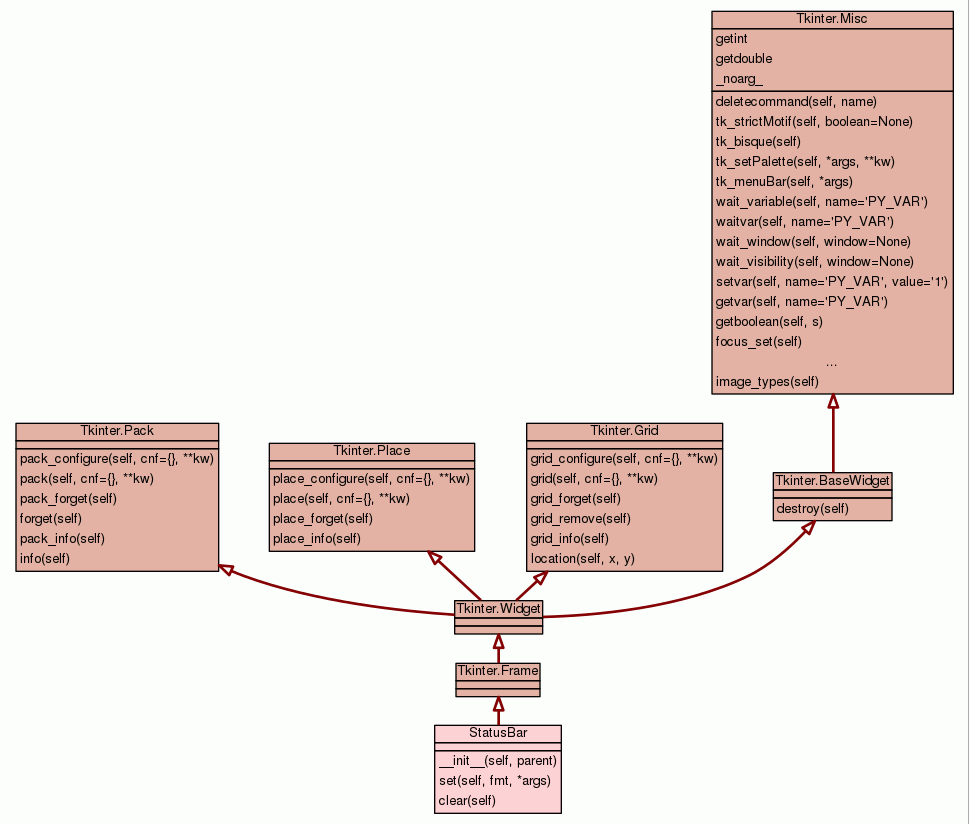 Tkinter.Misc
getint
getdouble
_noarg_
deletecommand(self, name)
tk_strictMotif(self, boolean=None)
tk_bisque(self)
tk_setPalette(self, *args, **kw)
tk_menuBar(self, *args)
wait_variable(self, name='PY_VAR')
waitvar(self, name='PY_VAR')
wait_window(self, window=None)
wait_visibility(self, window=None)
setvar(self, name='PY_VAR', value='1')
getvar(self, name='PY_VAR')
getboolean(self, s)
focus_set(self)
...
image_types(self)
Tkinter.Pack
pack_configure(self, cnf={}, **kw)
pack(self, cnf={}, **kw)
pack_forget(self)
forget(self)
pack_info(self)
info(self)
Tkinter.Place
place_configure(self, cnf={}, **kw)
place(self, cnf={}, **kw)
place_forget(self)
place_info(self)
Tkinter.Grid
grid_configure(self, cnf={}, **kw)
grid(self, cnf={}, **kw)
grid_forget(self)
grid_remove(self)
grid_info(self)
location(self, x, y)
Tkinter.BaseWidget
destroy(self)
Tkinter.Widget
Tkinter.Frame
StatusBar
__init__(self, parent)
set(self, fmt, *args)
clear(self)